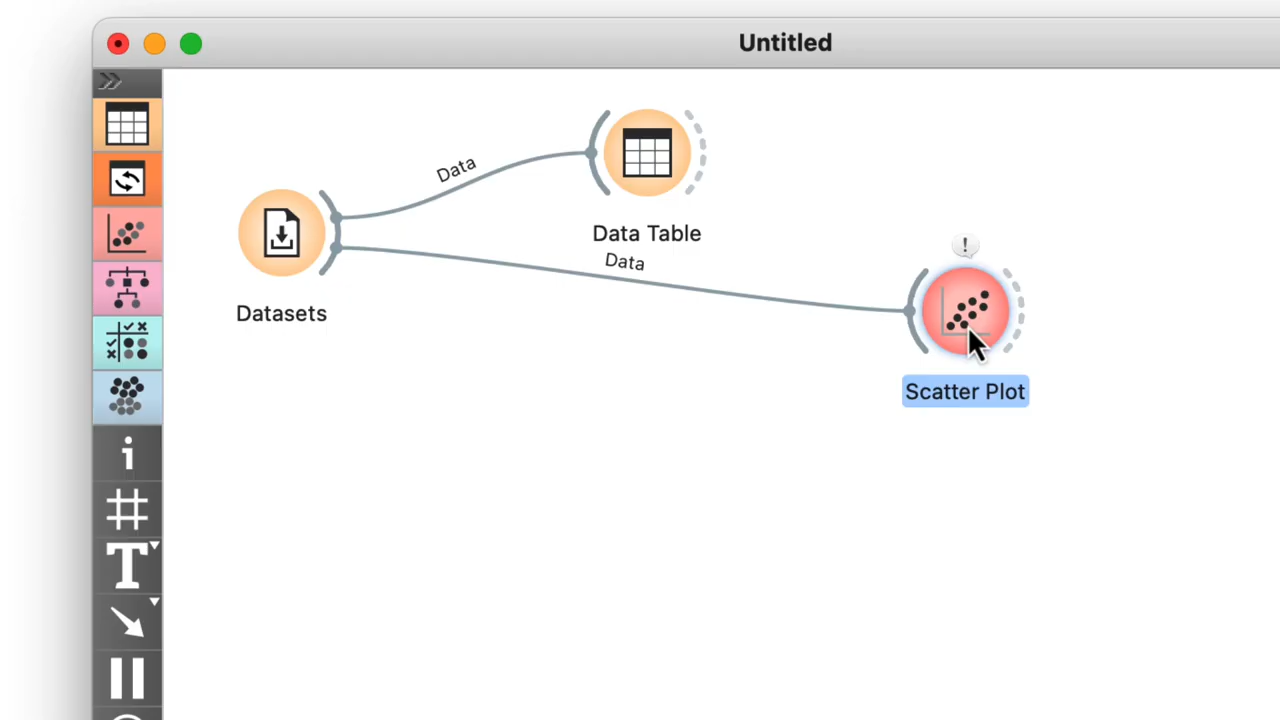 Untitled
Data
Data Table
Data
Datasets
!
Scatter Plot
i
T